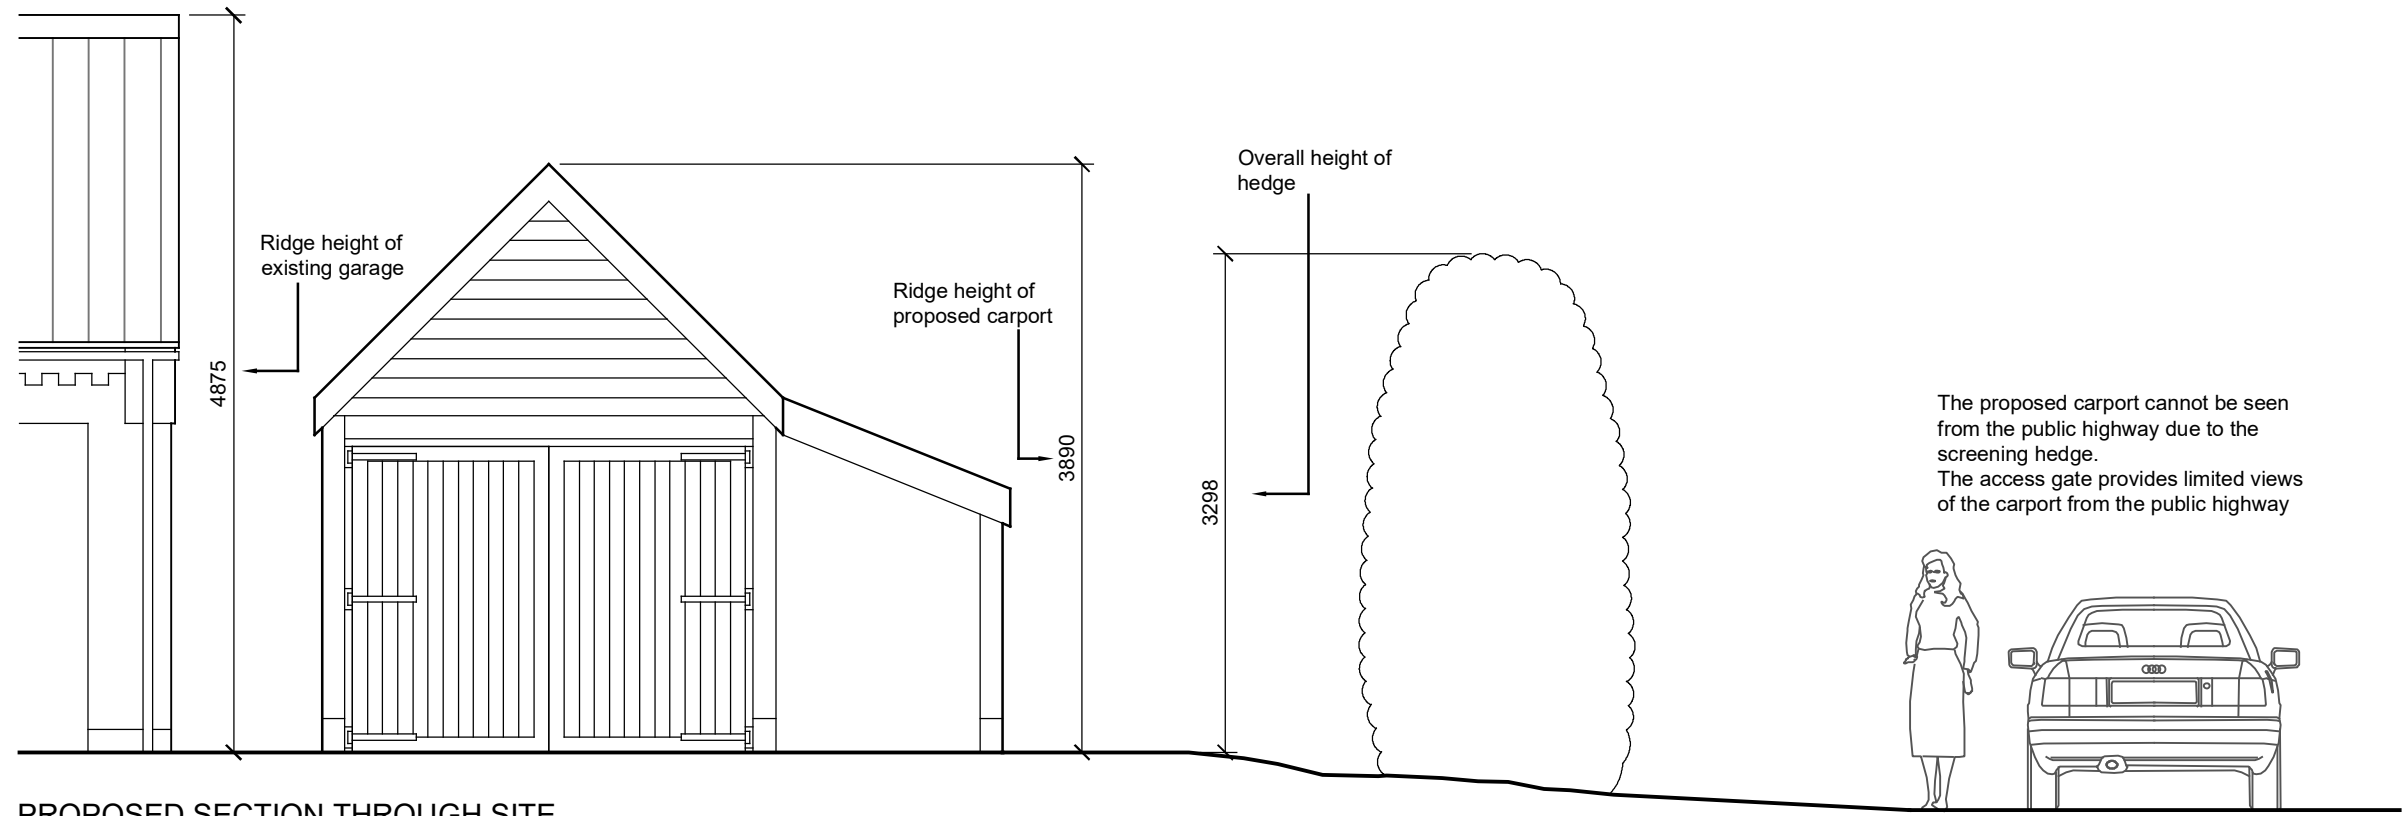 Overall height of
hedge
Ridge height of
existing garage
Ridge height of
proposed carport
4875
3890
3298
The proposed carport cannot be seen
from the public highway due to the
screening hedge.
The access gate provides limited views
of the carport from the public highway
PROPOSED SECTION THROUGH SITE